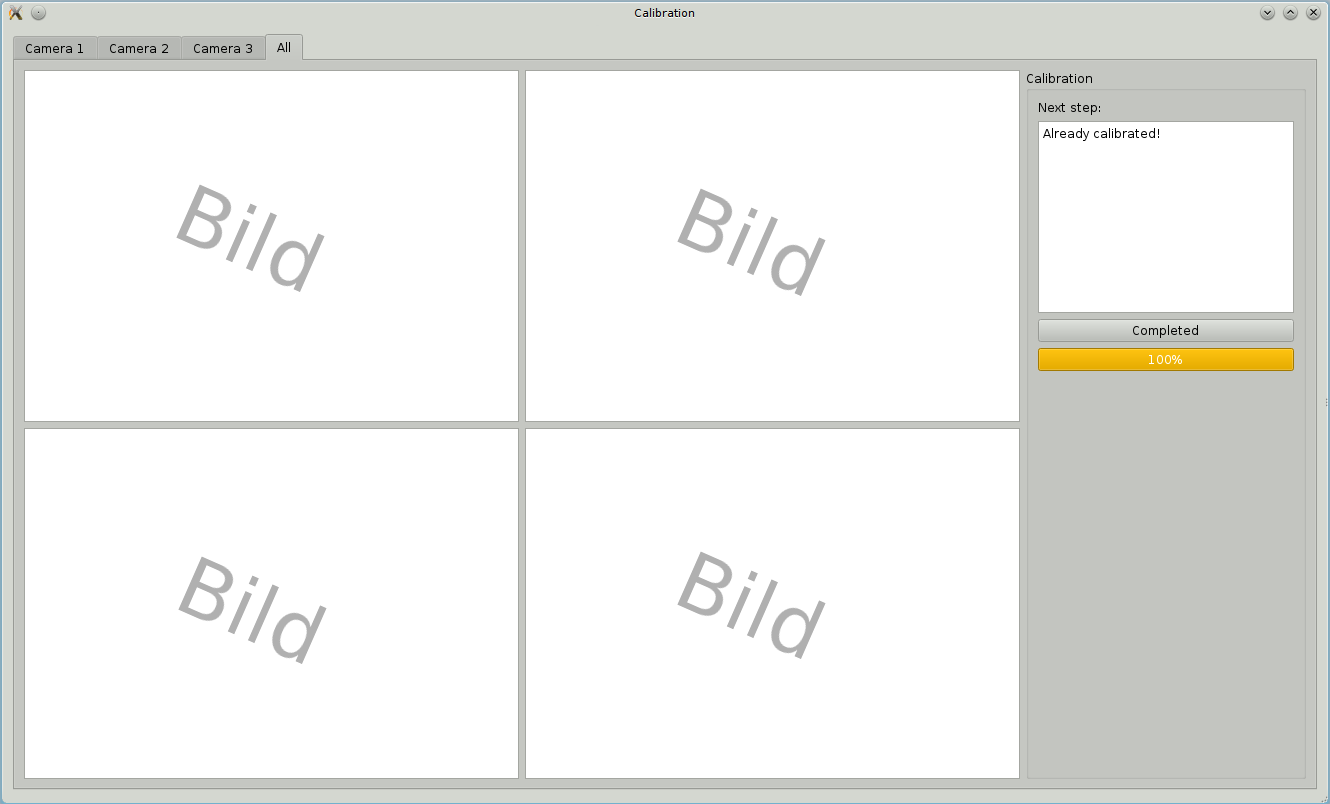 Calibration
Camera 1
Camera 2
Camera 3
All
Bild
Bild
Bild
Bild
Calibration
Next step:
Already calibrated!
Completed
100%